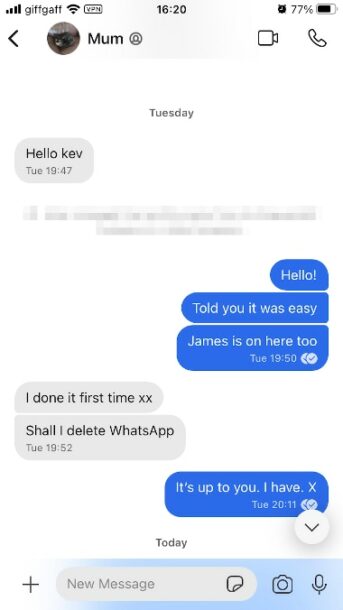 giffgaff VPN 16:20 77%
Mum
Tuesday
Hello kev
Tue 19:47
Hello!
Told you it was easy
James is on here too
Tue 19:50
I done it first time xx
Shall I delete WhatsApp
Tue 19:52
It's up to you. I have. X
Tue 20:11
Today
New Message